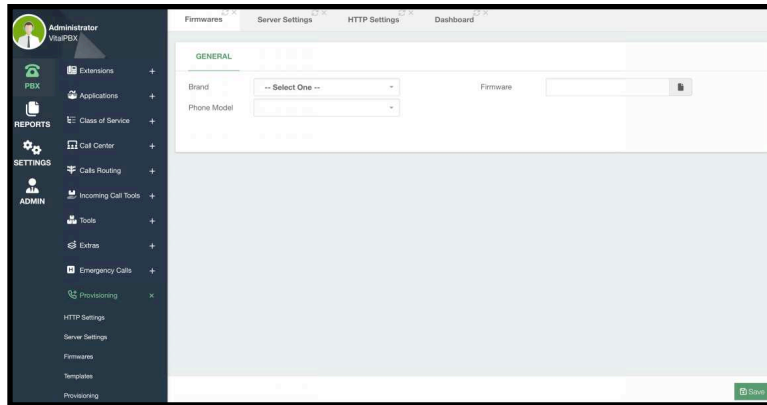 Administrator
VitalPBX
PBX
REPORTS
SETTINGS
ADMIN
Extensions +
Applications +
Class of Service +
Call Center +
Calls Routing +
Incoming Call Tools +
Tools +
Extras +
Emergency Calls +
Provisioning ×
HTTP Settings
Server Settings
Firmwares
Templates
Provisioning
Firmwares
Server Settings
HTTP Settings
Dashboard
GENERAL
Brand
-- Select One --
Firmware
Phone Model
Save